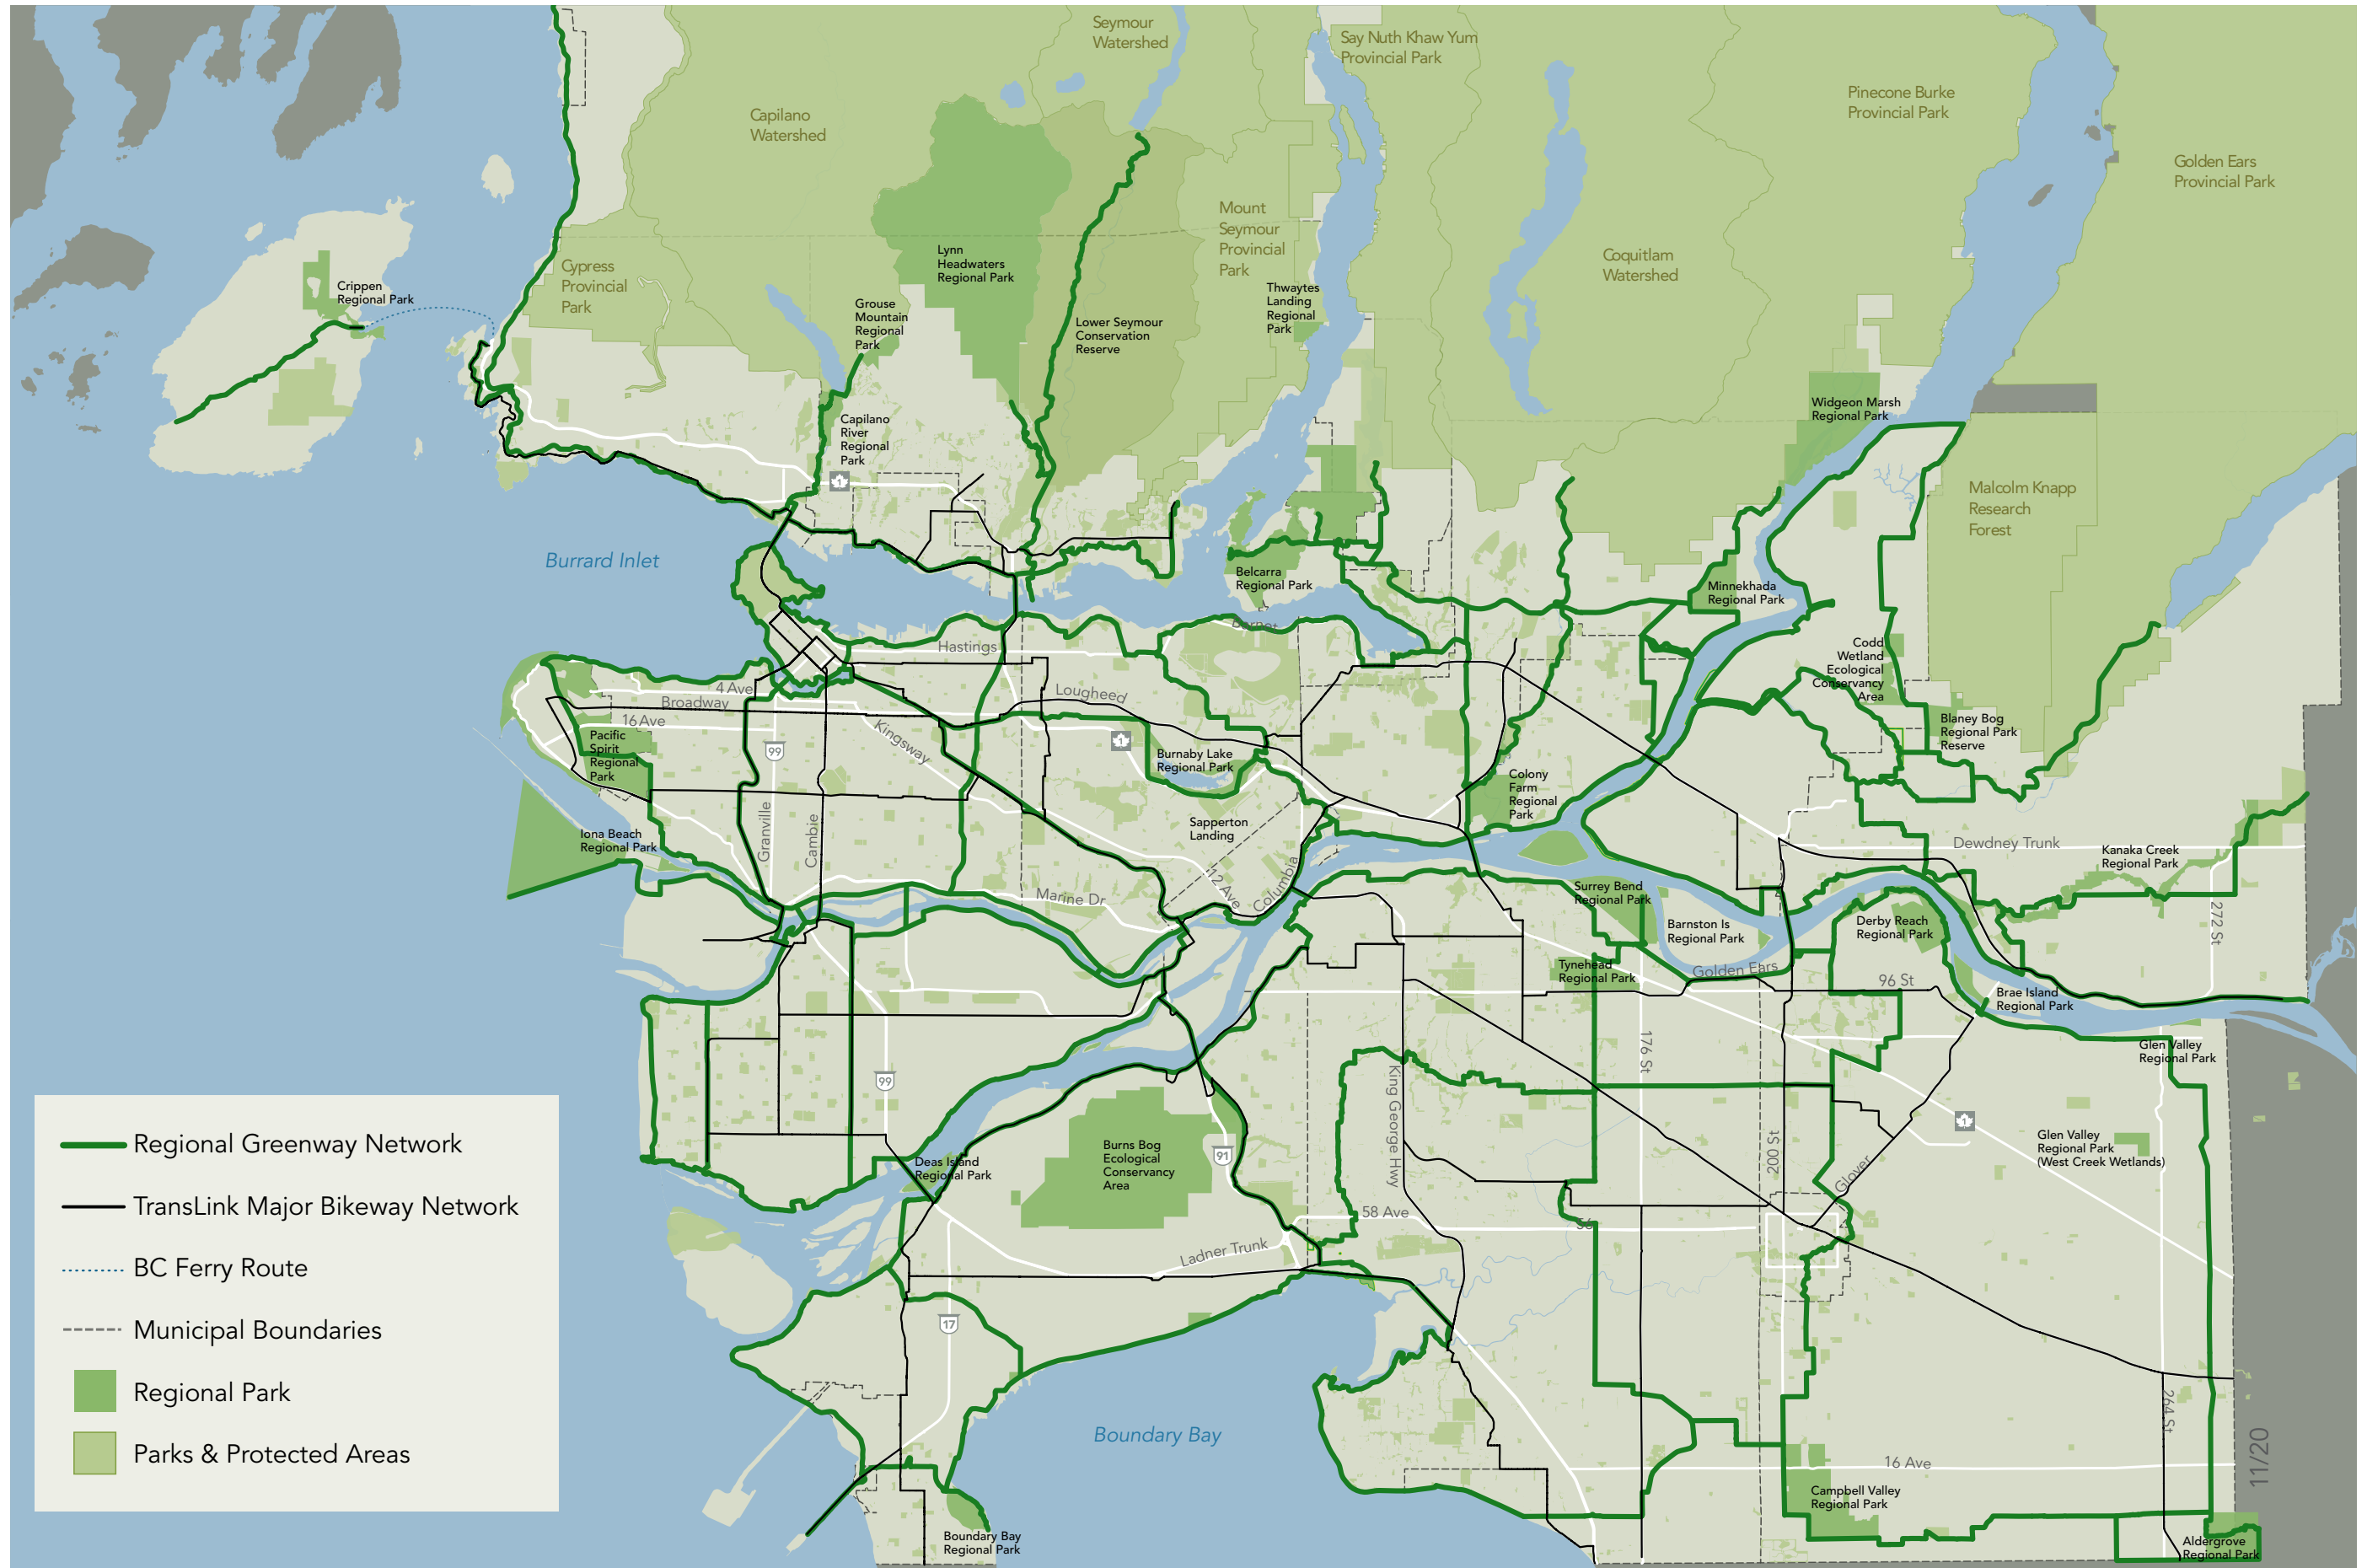 Seymour
Watershed
Say Nuth Khaw Yum
Provincial Park
Capilano
Watershed
Pinecone Burke
Provincial Park
Golden Ears
Provincial Park
Mount
Seymour
Provincial
Park
Lynn
Headwaters
Regional Park
Coquitlam
Watershed
Cypress
Provincial
Park
Crippen
Regional Park
Thwaytes
Landing
Regional
Park
Grouse
Mountain
Regional
Park
Lower Seymour
Conservation
Reserve
Widgeon Marsh
Regional Park
Capilano
River
Regional
Park
1
Malcolm Knapp
Research
Forest
Burrard Inlet
Belcarra
Regional Park
Minnekhada
Regional Park
Barnet
Hastings
Codd
Wetland
Ecological
Conservancy
Area
4 Ave
Broadway
16 Ave
Lougheed
Kingsway
Blaney Bog
Regional Park
Reserve
Pacific
Spirit
Regional
Park
99
1
Burnaby Lake
Regional Park
Colony
Farm
Regional
Park
Iona Beach
Regional Park
Granville
Cambie
Sapperton
Landing
Dewdney Trunk
Kanaka Creek
Regional Park
12 Ave
Columbia
Marine Dr
Surrey Bend
Regional Park
Barnston Is
Regional Park
Derby Reach
Regional Park
272 St
Tynehead
Regional Park
Golden Ears
96 St
Brae Island
Regional Park
176 St
Glen Valley
Regional Park
99
King George Hwy
1
Burns Bog
Ecological
Conservancy
Area
91
200 St
Glen Valley
Regional Park
(West Creek Wetlands)
Deas Island
Regional Park
Glover
58 Ave
56
Ladner Trunk
17
Boundary Bay
264 St
16 Ave
11/20
Campbell Valley
Regional Park
Boundary Bay
Regional Park
Aldergrove
Regional Park
Regional Greenway Network
TransLink Major Bikeway Network
BC Ferry Route
Municipal Boundaries
Regional Park
Parks & Protected Areas